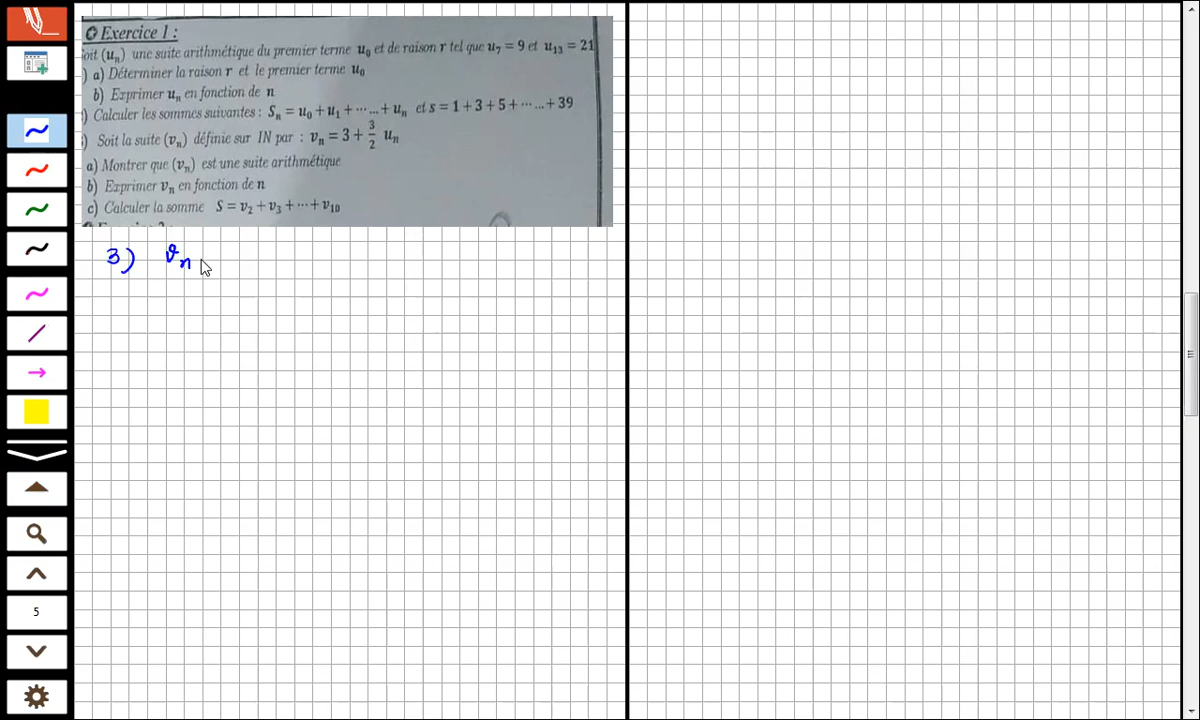 Exercice 1 :
oit (uₙ) une suite arithmétique du premier terme u₀ et de raison r tel que u₇ = 9 et u₁₃ = 21
) a) Déterminer la raison r et le premier terme u₀
b) Exprimer uₙ en fonction de n
) Calculer les sommes suivantes : Sₙ = u₀ + u₁ + ⋯ ... + uₙ et s = 1 + 3 + 5 + ⋯ ... + 39
) Soit la suite (vₙ) définie sur IN par : vₙ = 3 + 3/2 uₙ
a) Montrer que (vₙ) est une suite arithmétique
b) Exprimer vₙ en fonction de n
c) Calculer la somme S = v₂ + v₃ + ⋯ + v₁₀
3) vₙ
5